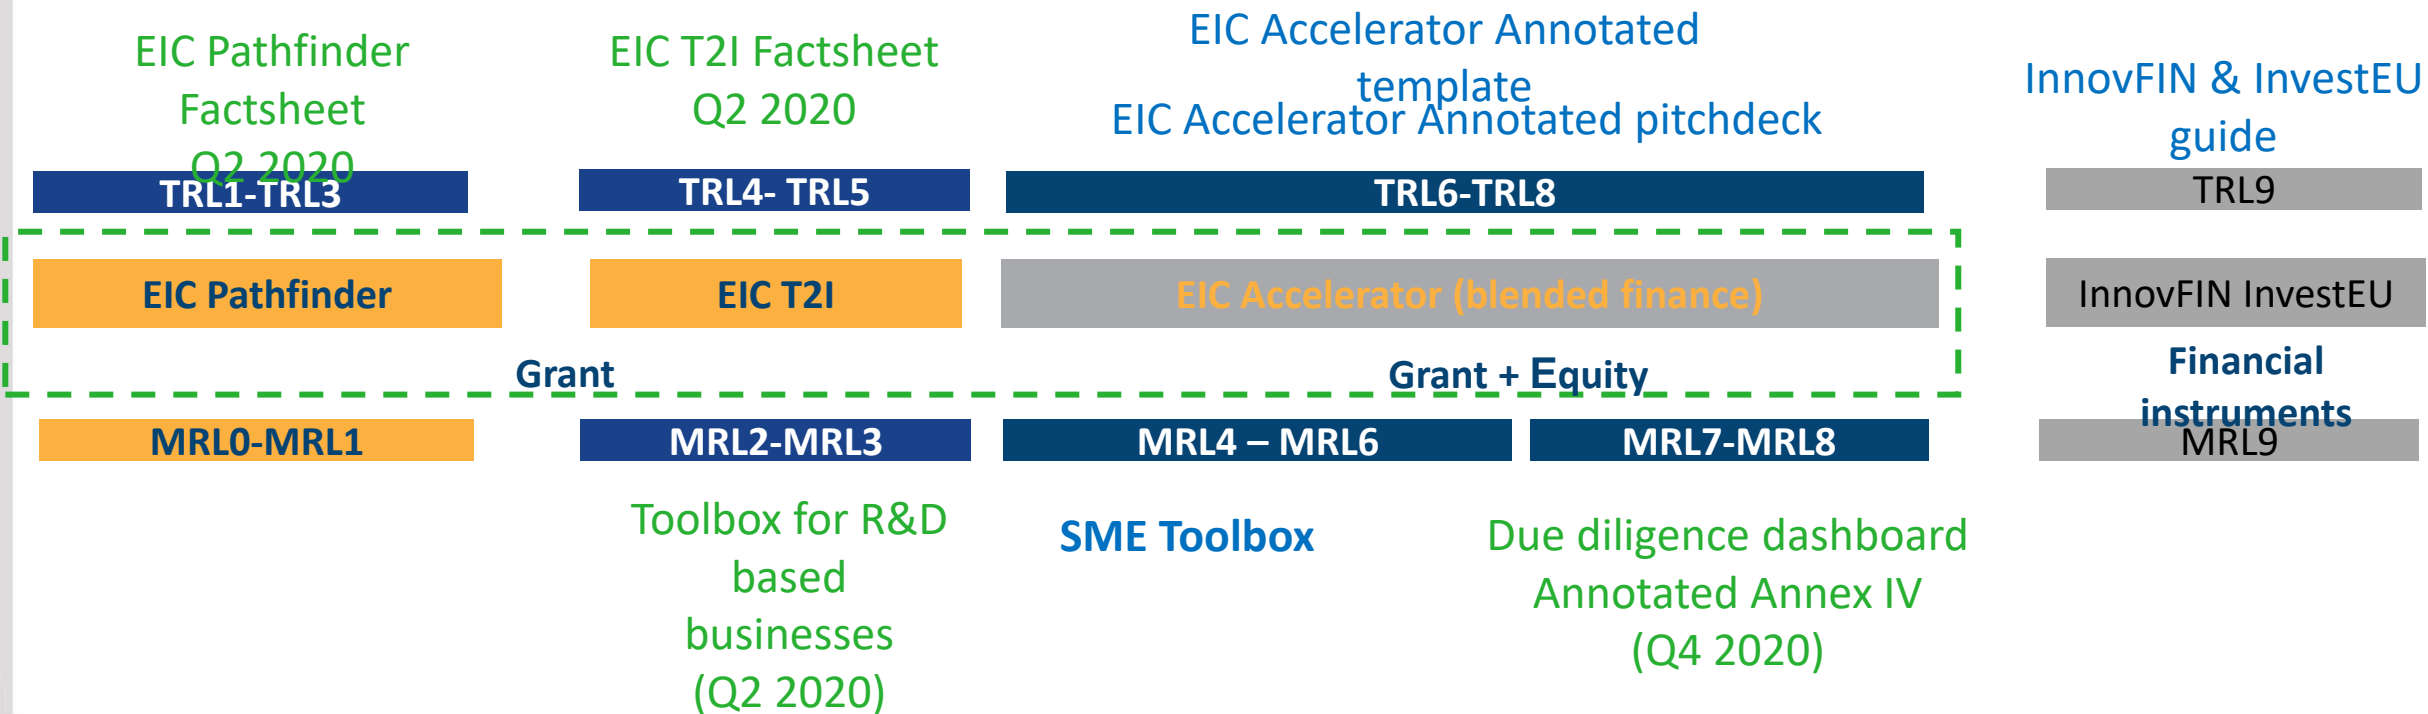 EIC Pathfinder
Factsheet
Q2 2020
EIC T2I Factsheet
Q2 2020
EIC Accelerator Annotated
template
EIC Accelerator Annotated pitchdeck
InnovFIN & InvestEU
guide
TRL1-TRL3
TRL4- TRL5
TRL6-TRL8
TRL9
EIC Pathfinder
EIC T2I
EIC Accelerator (blended finance)
InnovFIN InvestEU
Grant
Grant + Equity
Financial
instruments
MRL0-MRL1
MRL2-MRL3
MRL4 – MRL6
MRL7-MRL8
MRL9
Toolbox for R&D
based
businesses
(Q2 2020)
SME Toolbox
Due diligence dashboard
Annotated Annex IV
(Q4 2020)